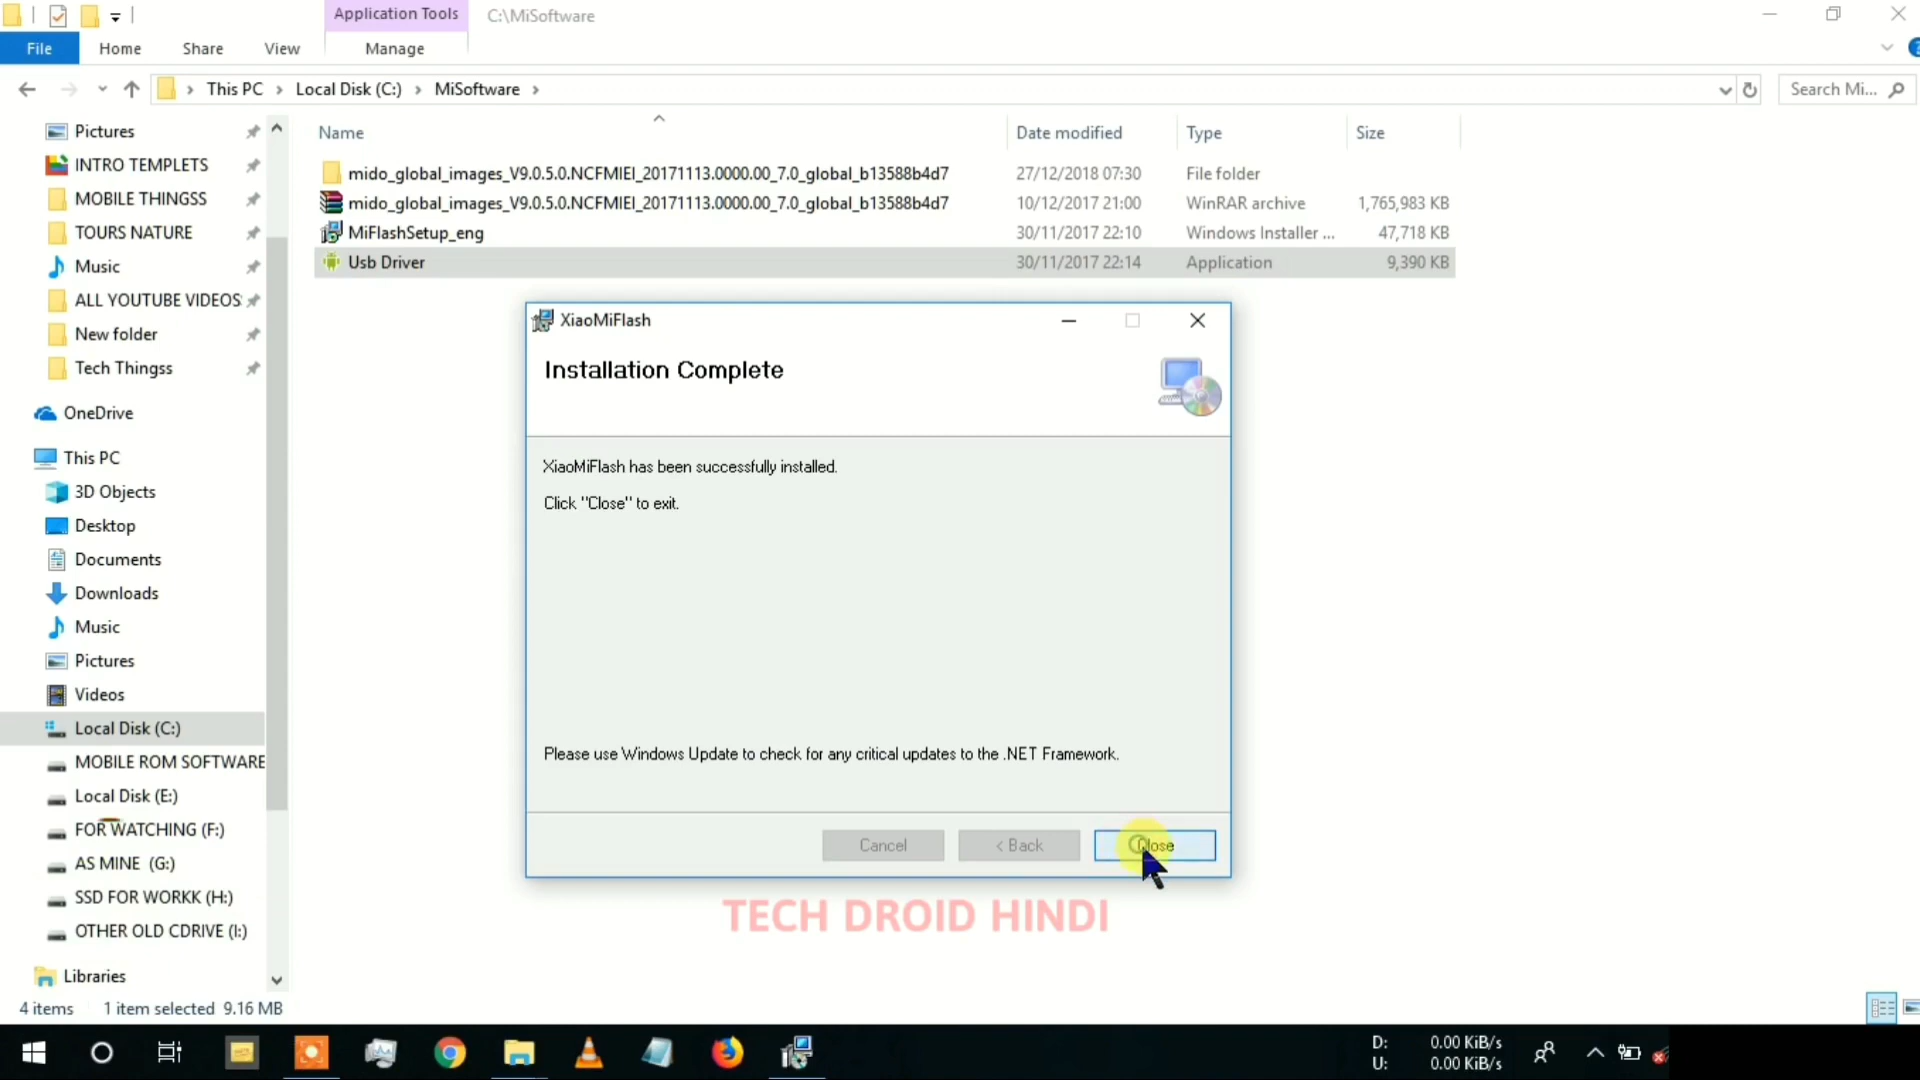 Application Tools
C:\MiSoftware
File
Home
Share
View
Manage
This PC
Local Disk (C:)
MiSoftware
Search Mi...
Name
Date modified
Type
Size
mido_global_images_V9.0.5.0.NCFMIEI_20171113.0000.00_7.0_global_b13588b4d7
27/12/2018 07:30
File folder
mido_global_images_V9.0.5.0.NCFMIEI_20171113.0000.00_7.0_global_b13588b4d7
10/12/2017 21:00
WinRAR archive
1,765,983 KB
MiFlashSetup_eng
30/11/2017 22:10
Windows Installer ...
47,718 KB
Usb Driver
30/11/2017 22:14
Application
9,390 KB
Pictures
INTRO TEMPLETS
MOBILE THINGSS
TOURS NATURE
Music
ALL YOUTUBE VIDEOS
New folder
Tech Thingss
OneDrive
This PC
3D Objects
Desktop
Documents
Downloads
Music
Pictures
Videos
Local Disk (C:)
MOBILE ROM SOFTWARE
Local Disk (E:)
FOR WATCHING (F:)
AS MINE (G:)
SSD FOR WORKK (H:)
OTHER OLD CDRIVE (I:)
Libraries
XiaoMiFlash
Installation Complete
XiaoMiFlash has been successfully installed.
Click "Close" to exit.
Please use Windows Update to check for any critical updates to the .NET Framework.
Cancel
< Back
Close
TECH DROID HINDI
4 items
1 item selected 9.16 MB
D: 0.00 KiB/s
U: 0.00 KiB/s